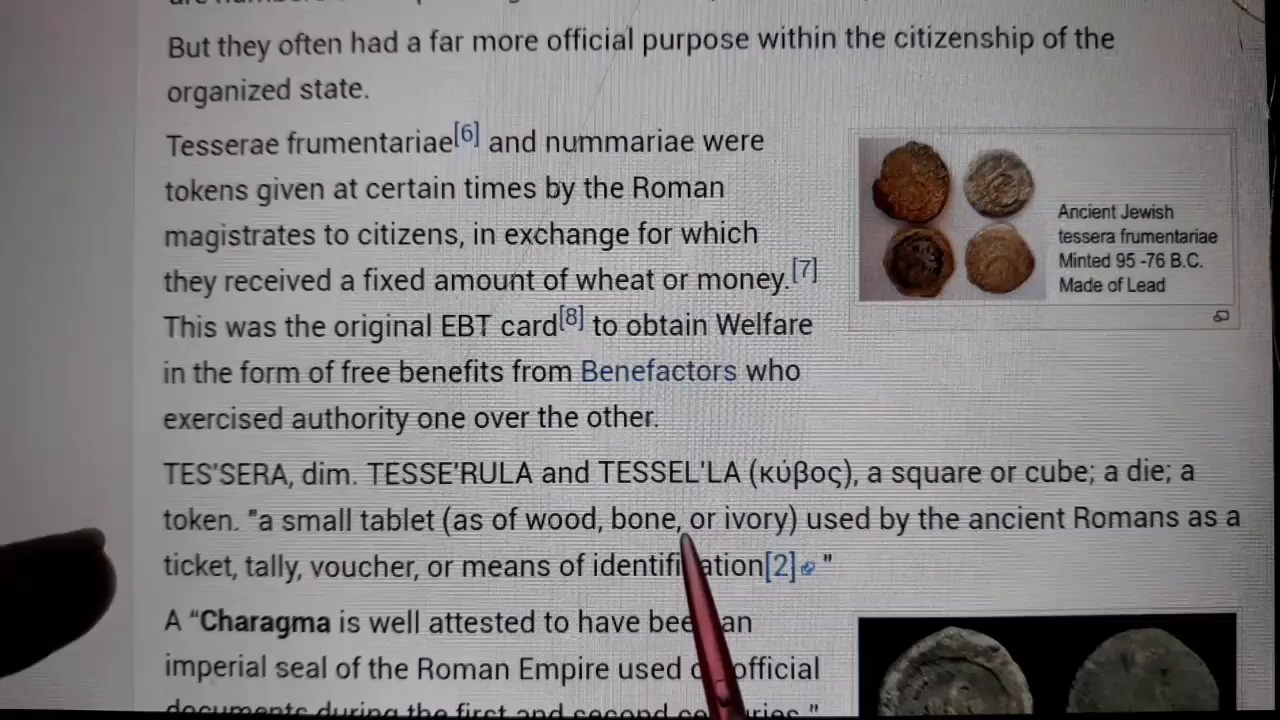 But they often had a far more official purpose within the citizenship of the
organized state.
Tesserae frumentariae[6] and nummariae were
tokens given at certain times by the Roman
magistrates to citizens, in exchange for which
they received a fixed amount of wheat or money.[7]
This was the original EBT card[8] to obtain Welfare
in the form of free benefits from Benefactors who
exercised authority one over the other.
Ancient Jewish
tessera frumentariae
Minted 95 -76 B.C.
Made of Lead
TES'SERA, dim. TESSE'RULA and TESSEL'LA (κύβος), a square or cube; a die; a
token. "a small tablet (as of wood, bone, or ivory) used by the ancient Romans as a
ticket, tally, voucher, or means of identification[2] "
A “Charagma is well attested to have been an
imperial seal of the Roman Empire used on official
documents during the first and second centuries."